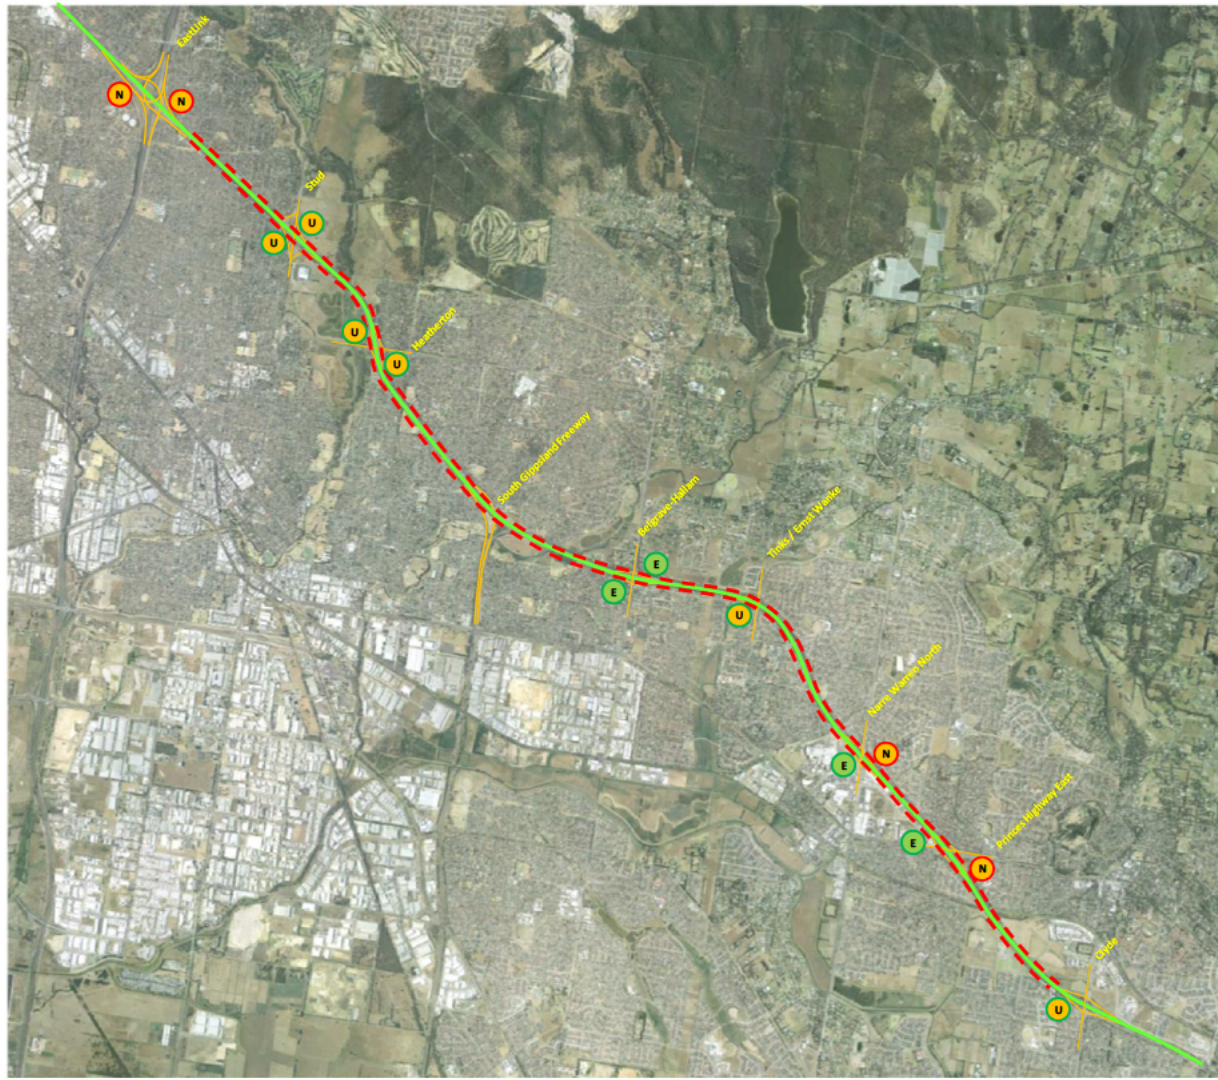 EastLink
N
N
Stud
U
U
Heatherton
U
U
South Gippsland Freeway
Belgrave-Hallam
E
E
Tinks / Ernst Wanke
U
Narre Warren North
N
E
Princes Highway East
E
N
Clyde
U